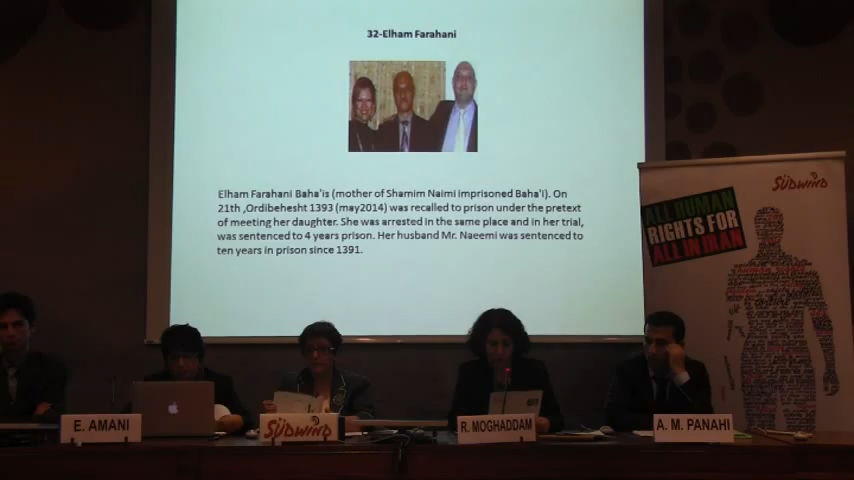 32-Elham Farahani
Elham Farahani Baha'is (mother of Shamim Naimi imprisoned Baha'i). On
21th ,Ordibehesht 1393 (may2014) was recalled to prison under the pretext
of meeting her daughter. She was arrested in the same place and in her trial,
was sentenced to 4 years prison. Her husband Mr. Naeemi was sentenced to
ten years in prison since 1391.
SÜDWIND
ALL HUMAN
RIGHTS FOR
ALL IN IRAN
E. AMANI
SÜDWIND
R. MOGHADDAM
A. M. PANAHI